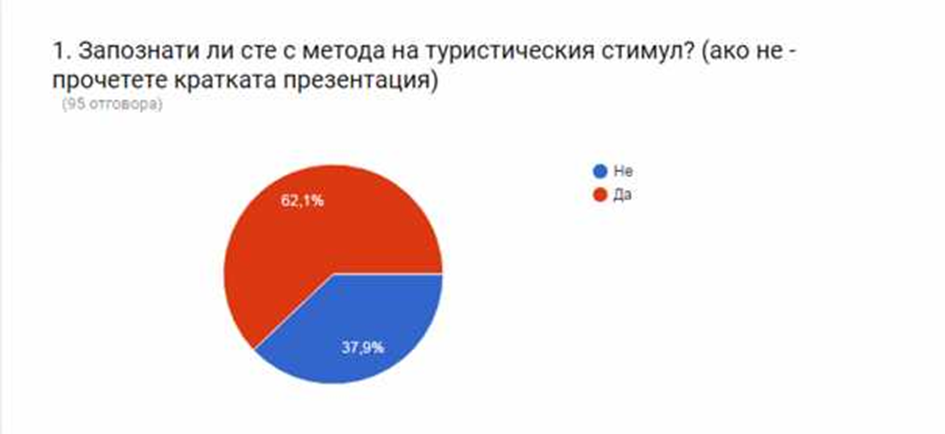 1. Запознати ли сте с метода на туристическия стимул? (ако не -
прочетете кратката презентация)
(95 отговора)
Не
Да
62,1%
37,9%